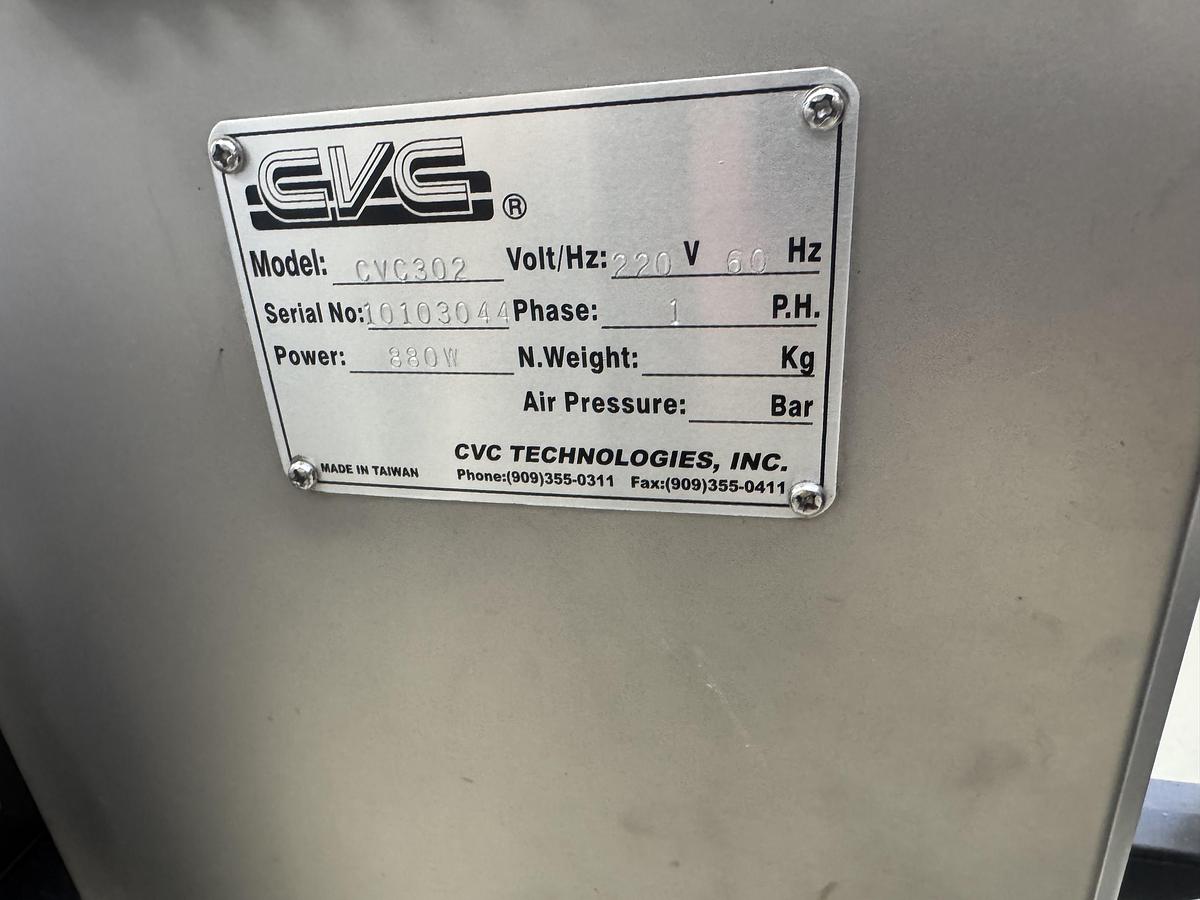 CVC ®
Model: CVC302 Volt/Hz: 220 V 60 Hz
Serial No: 10103044 Phase: 1 P.H.
Power: 880W N.Weight: Kg
Air Pressure: Bar
CVC TECHNOLOGIES, INC.
MADE IN TAIWAN Phone:(909)355-0311 Fax:(909)355-0411